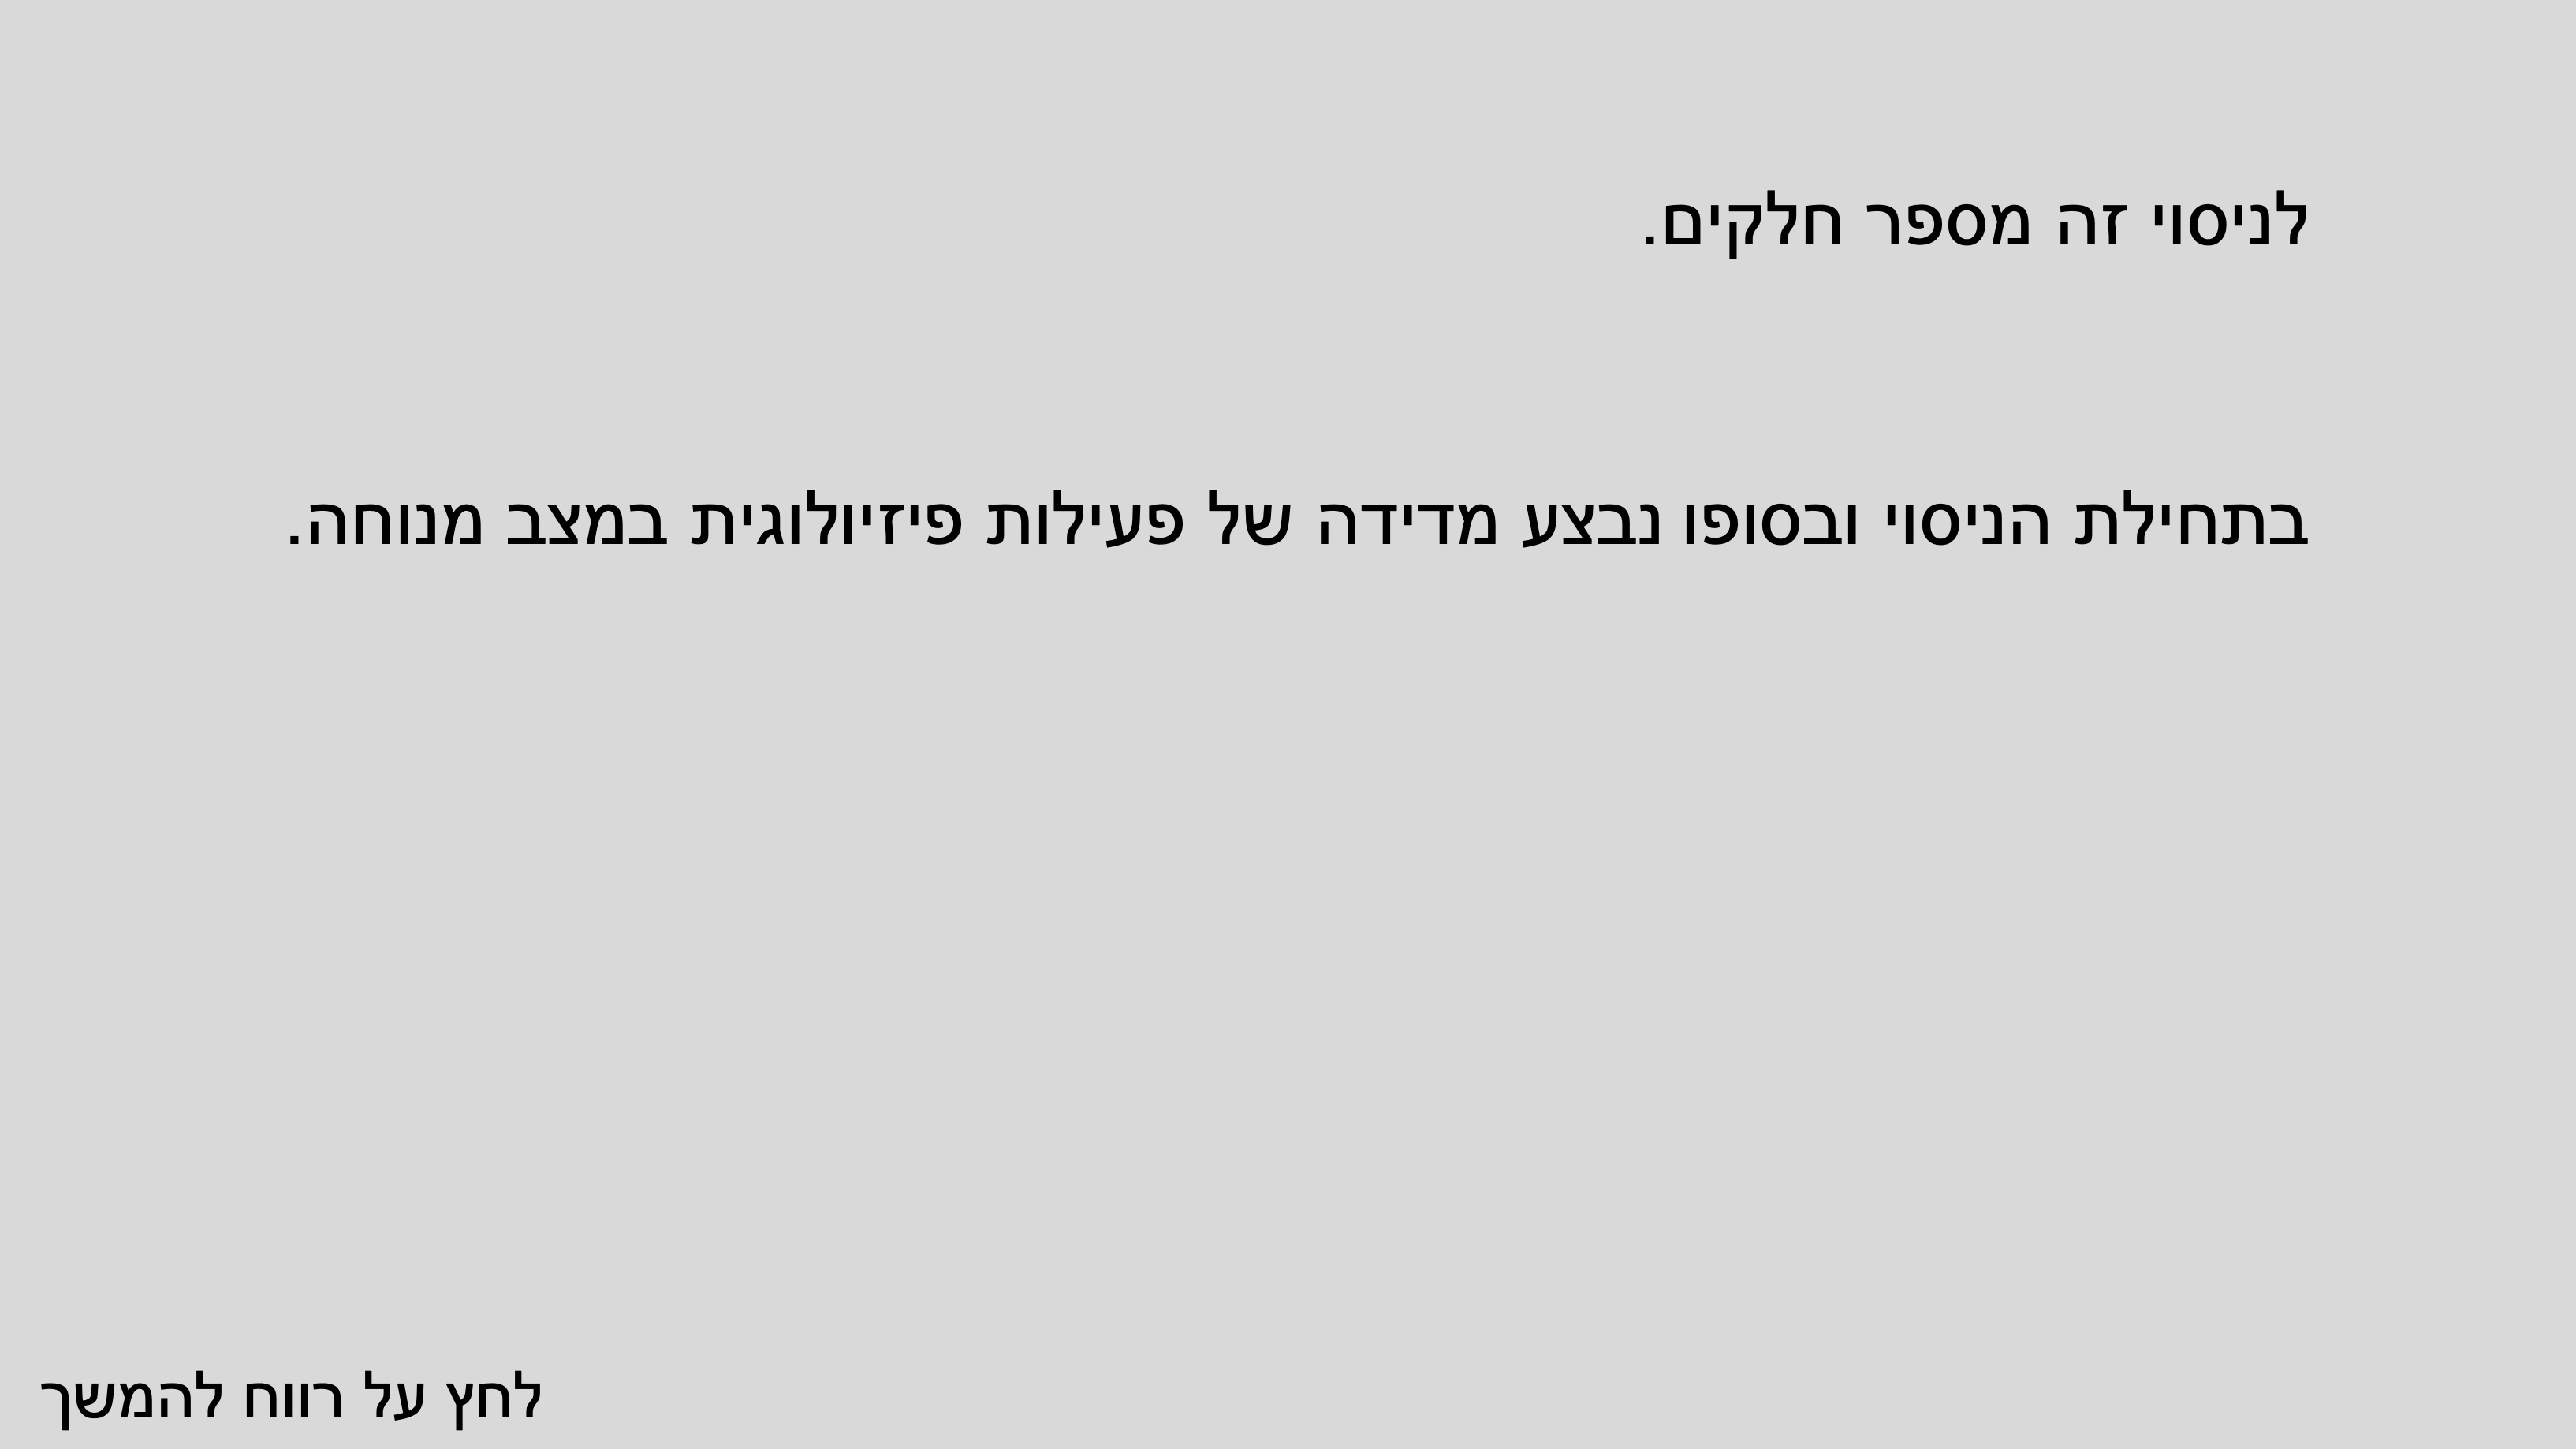 לניסוי זה מספר חלקים.
בתחילת הניסוי ובסופו נבצע מדידה של פעילות פיזיולוגית במצב מנוחה.
לחץ על רווח להמשך